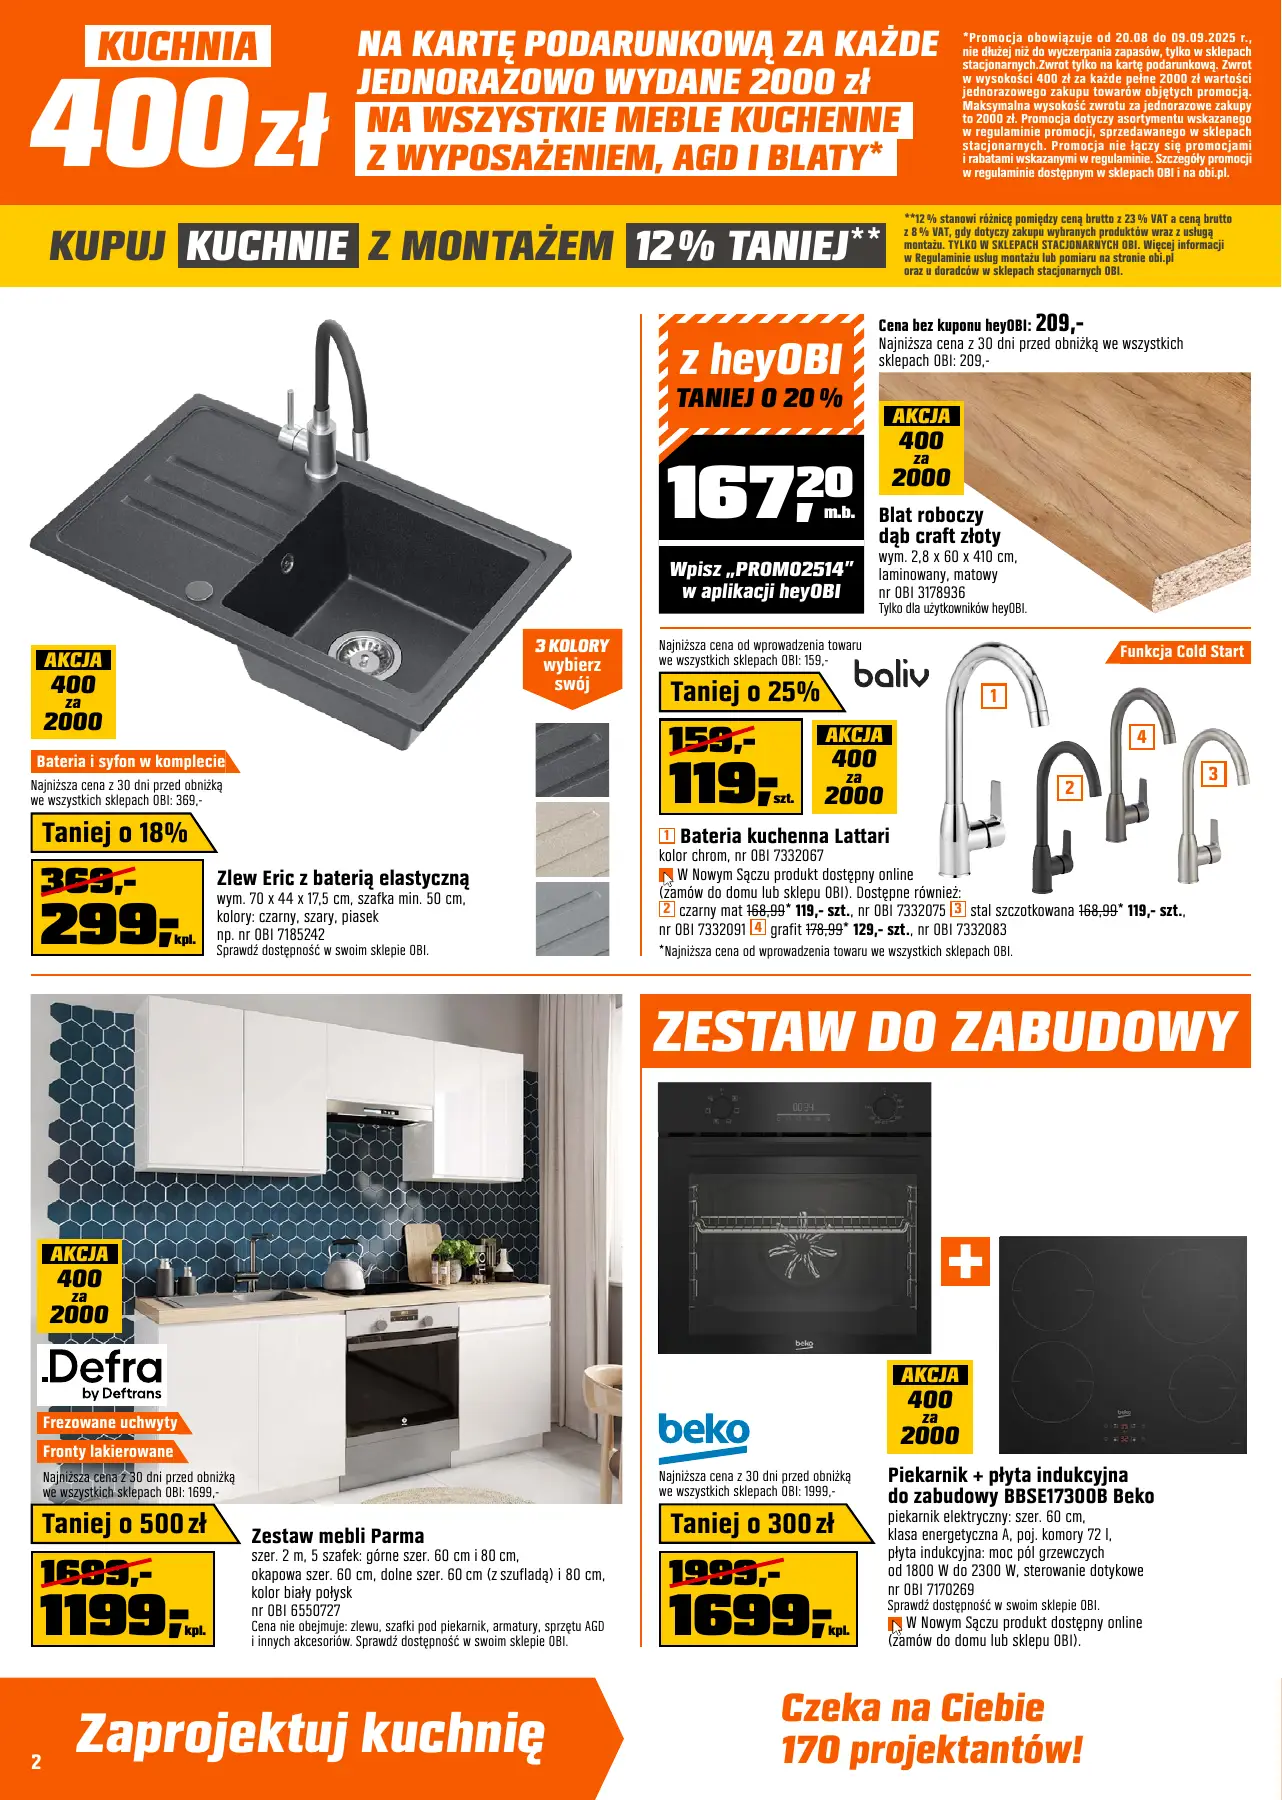 KUCHNIA
400 zł
NA KARTĘ PODARUNKOWĄ ZA KAŻDE
JEDNORAZOWO WYDANE 2000 zł
NA WSZYSTKIE MEBLE KUCHENNE
Z WYPOSAŻENIEM, AGD I BLATY*
*Promocja obowiązuje od 20.08 do 09.09.2025 r.,
nie dłużej niż do wyczerpania zapasów, tylko w sklepach
stacjonarnych.Zwrot tylko na kartę podarunkową. Zwrot
w wysokości 400 zł za każde pełne 2000 zł wartości
jednorazowego zakupu towarów objętych promocją.
Maksymalna wysokość zwrotu za jednorazowe zakupy
to 2000 zł. Promocja dotyczy asortymentu wskazanego
w regulaminie promocji, sprzedawanego w sklepach
stacjonarnych. Promocja nie łączy się promocjami
i rabatami wskazanymi w regulaminie. Szczegóły promocji
w regulaminie dostępnym w sklepach OBI i na obi.pl.
KUPUJ KUCHNIE Z MONTAŻEM 12% TANIEJ**
**12 % stanowi różnicę pomiędzy ceną brutto z 23 % VAT a ceną brutto
z 8 % VAT, gdy dotyczy zakupu wybranych produktów wraz z usługą
montażu. TYLKO W SKLEPACH STACJONARNYCH OBI. Więcej informacji
w Regulaminie usług montażu lub pomiaru na stronie obi.pl
oraz u doradców w sklepach stacjonarnych OBI.
3 KOLORY
wybierz
swój
AKCJA
400
za
2000
Bateria i syfon w komplecie
Najniższa cena z 30 dni przed obniżką
we wszystkich sklepach OBI: 369,-
Taniej o 18%
369,-
299,- kpl.
Zlew Eric z baterią elastyczną
wym. 70 x 44 x 17,5 cm, szafka min. 50 cm,
kolory: czarny, szary, piasek
np. nr OBI 7185242
Sprawdź dostępność w swoim sklepie OBI.
z heyOBI
TANIEJ O 20 %
167,20 m.b.
Wpisz „PROMO2514”
w aplikacji heyOBI
Cena bez kuponu heyOBI: 209,-
Najniższa cena z 30 dni przed obniżką we wszystkich
sklepach OBI: 209,-
AKCJA
400
za
2000
Blat roboczy
dąb craft złoty
wym. 2,8 x 60 x 410 cm,
laminowany, matowy
nr OBI 3178936
Tylko dla użytkowników heyOBI.
Najniższa cena od wprowadzenia towaru
we wszystkich sklepach OBI: 159,-
Taniej o 25%
baliv
Funkcja Cold Start
159,-
119,- szt.
AKCJA
400
za
2000
1
2
4
3
1 Bateria kuchenna Lattari
kolor chrom, nr OBI 7332067
W Nowym Sączu produkt dostępny online
(zamów do domu lub sklepu OBI). Dostępne również:
2 czarny mat 168,99* 119,- szt., nr OBI 7332075 3 stal szczotkowana 168,99* 119,- szt.,
nr OBI 7332091 4 grafit 178,99* 129,- szt., nr OBI 7332083
*Najniższa cena od wprowadzenia towaru we wszystkich sklepach OBI.
AKCJA
400
za
2000
.Defra
by Deftrans
Frezowane uchwyty
Fronty lakierowane
Najniższa cena z 30 dni przed obniżką
we wszystkich sklepach OBI: 1699,-
Taniej o 500 zł
1699,-
1199,- kpl.
Zestaw mebli Parma
szer. 2 m, 5 szafek: górne szer. 60 cm i 80 cm,
okapowa szer. 60 cm, dolne szer. 60 cm (z szufladą) i 80 cm,
kolor biały połysk
nr OBI 6550727
Cena nie obejmuje: zlewu, szafki pod piekarnik, armatury, sprzętu AGD
i innych akcesoriów. Sprawdź dostępność w swoim sklepie OBI.
ZESTAW DO ZABUDOWY
beko
AKCJA
400
za
2000
beko
Najniższa cena z 30 dni przed obniżką
we wszystkich sklepach OBI: 1999,-
Taniej o 300 zł
1999,-
1699,- kpl.
Piekarnik + płyta indukcyjna
do zabudowy BBSE17300B Beko
piekarnik elektryczny: szer. 60 cm,
klasa energetyczna A, poj. komory 72 l,
płyta indukcyjna: moc pól grzewczych
od 1800 W do 2300 W, sterowanie dotykowe
nr OBI 7170269
Sprawdź dostępność w swoim sklepie OBI.
W Nowym Sączu produkt dostępny online
(zamów do domu lub sklepu OBI).
2
Zaprojektuj kuchnię
Czeka na Ciebie
170 projektantów!